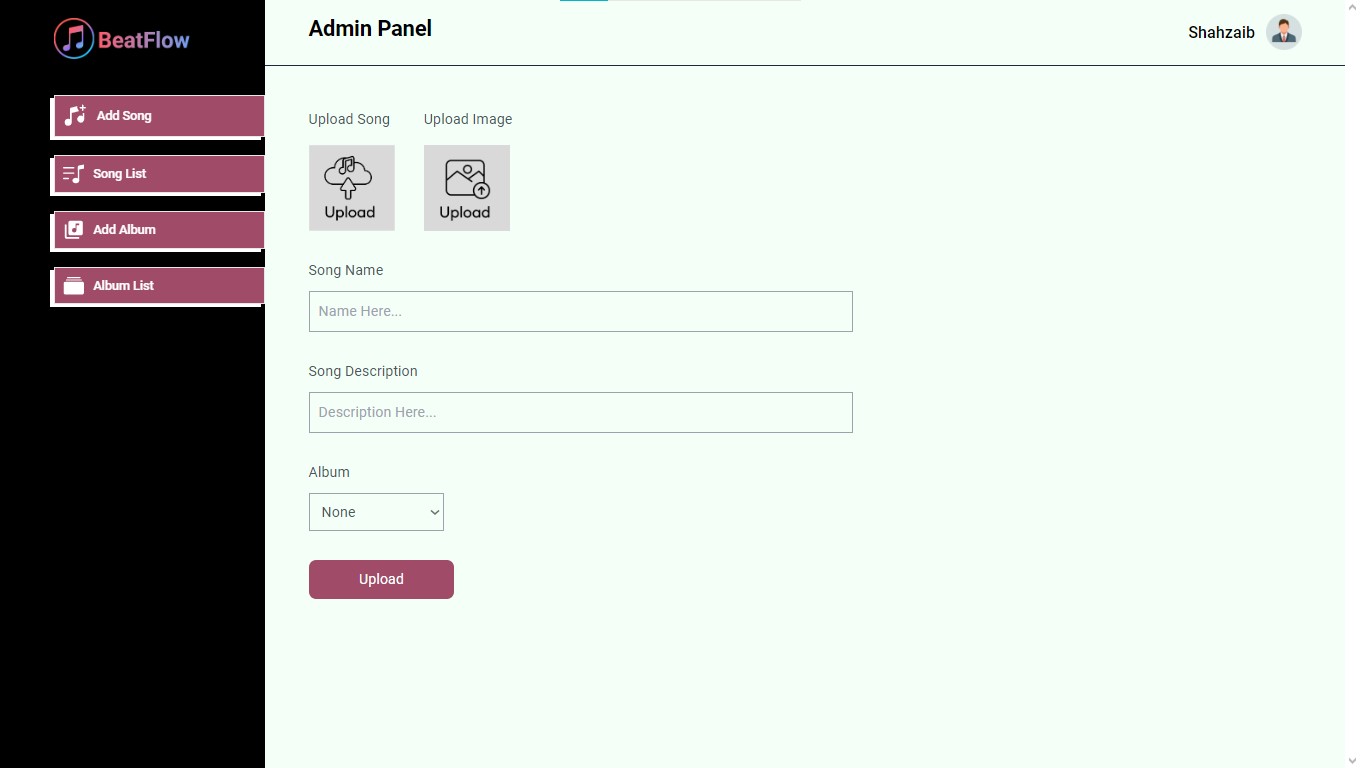 BeatFlow
Add Song
Song List
Add Album
Album List
Admin Panel
Shahzaib
Upload Song
Upload Image
Upload
Upload
Song Name
Name Here...
Song Description
Description Here...
Album
None
Upload